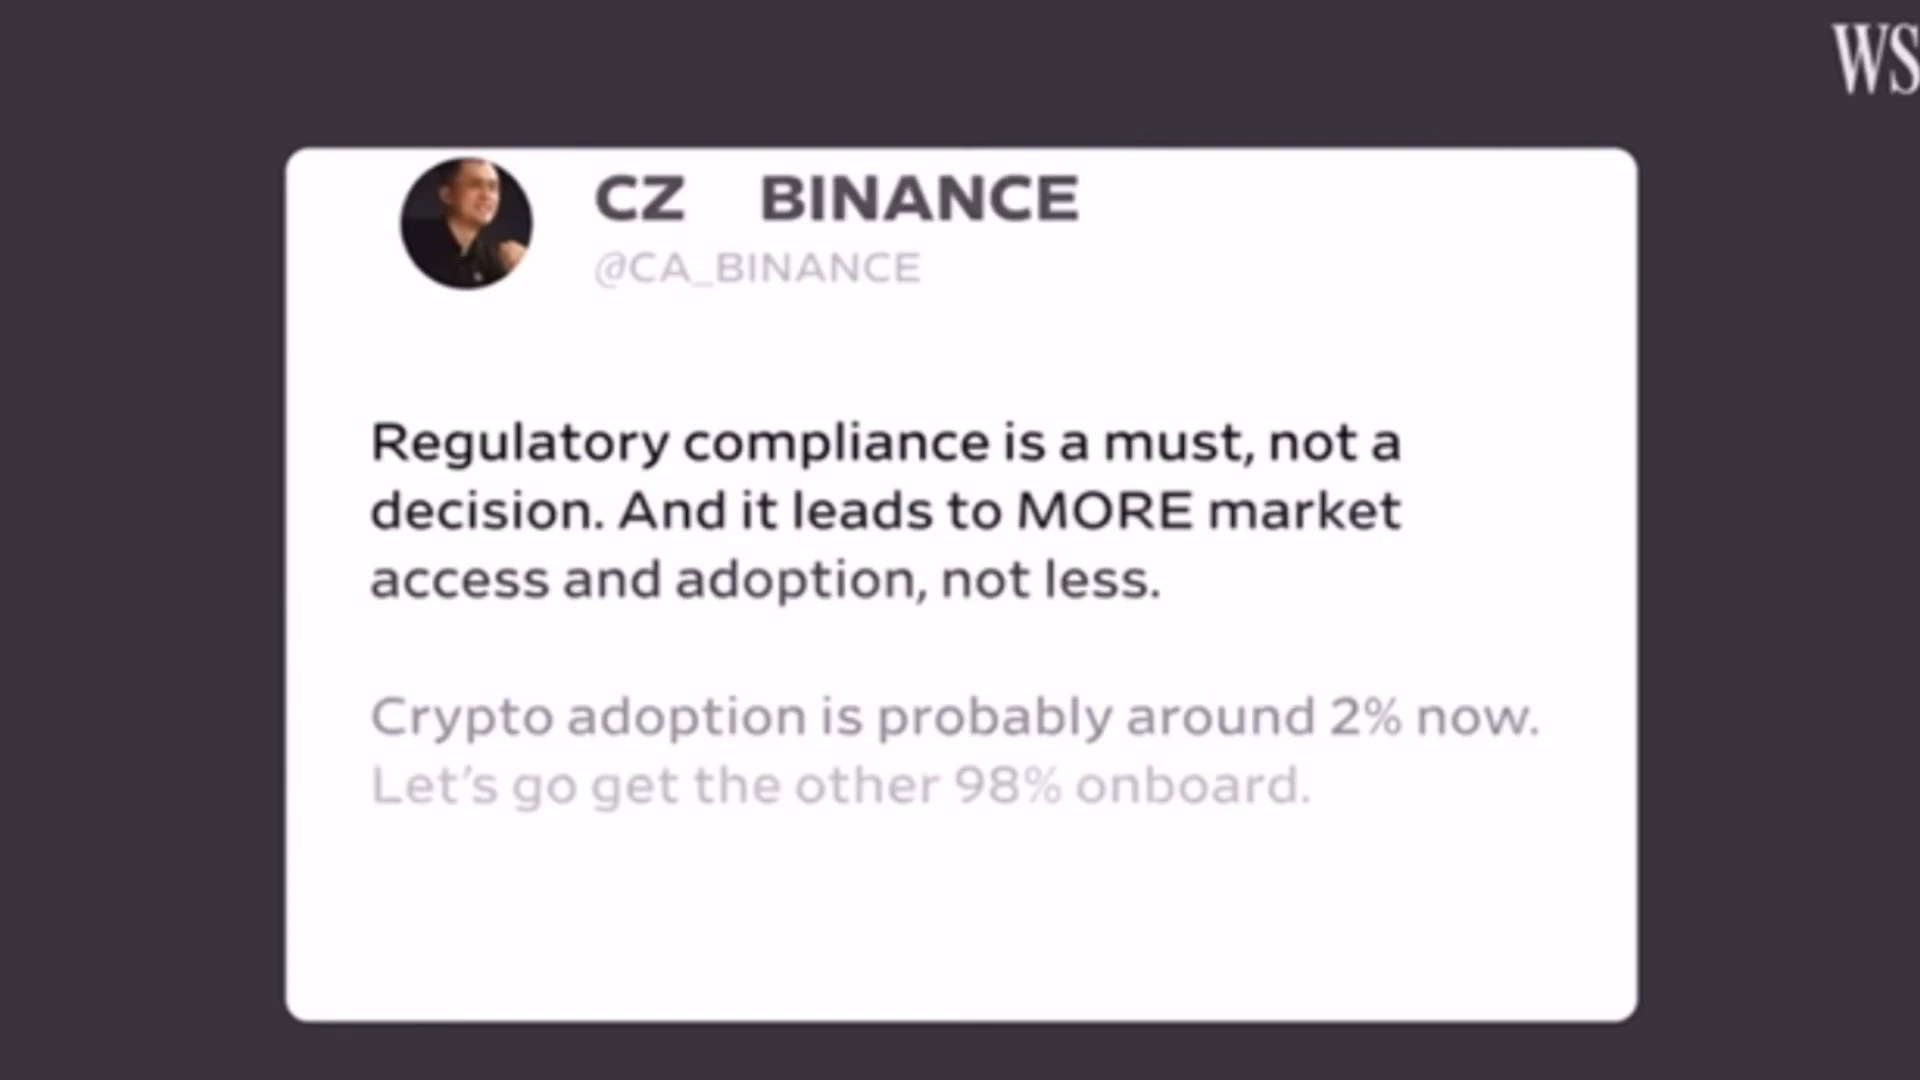 WS
CZ BINANCE
@CA_BINANCE
Regulatory compliance is a must, not a
decision. And it leads to MORE market
access and adoption, not less.
Crypto adoption is probably around 2% now.
Let’s go get the other 98% onboard.